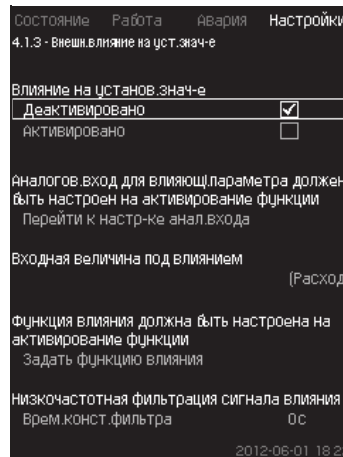 Состояние Работа Авария Настройки
4.1.3 - Внешн.влияние на уст.знач-е
Влияние на установ.знач-е
Деактивировано
Активировано
Аналогов.вход для влияющ.параметра должен
быть настроен на активирование функции
Перейти к настр-ке анал.входа
Входная величина под влиянием
(Расход
Функция влияния должна быть настроена на
активирование функции
Задать функцию влияния
Низкочастотная фильтрация сигнала влияния
Врем.конст.фильтра 0с
2012-06-01 18:2